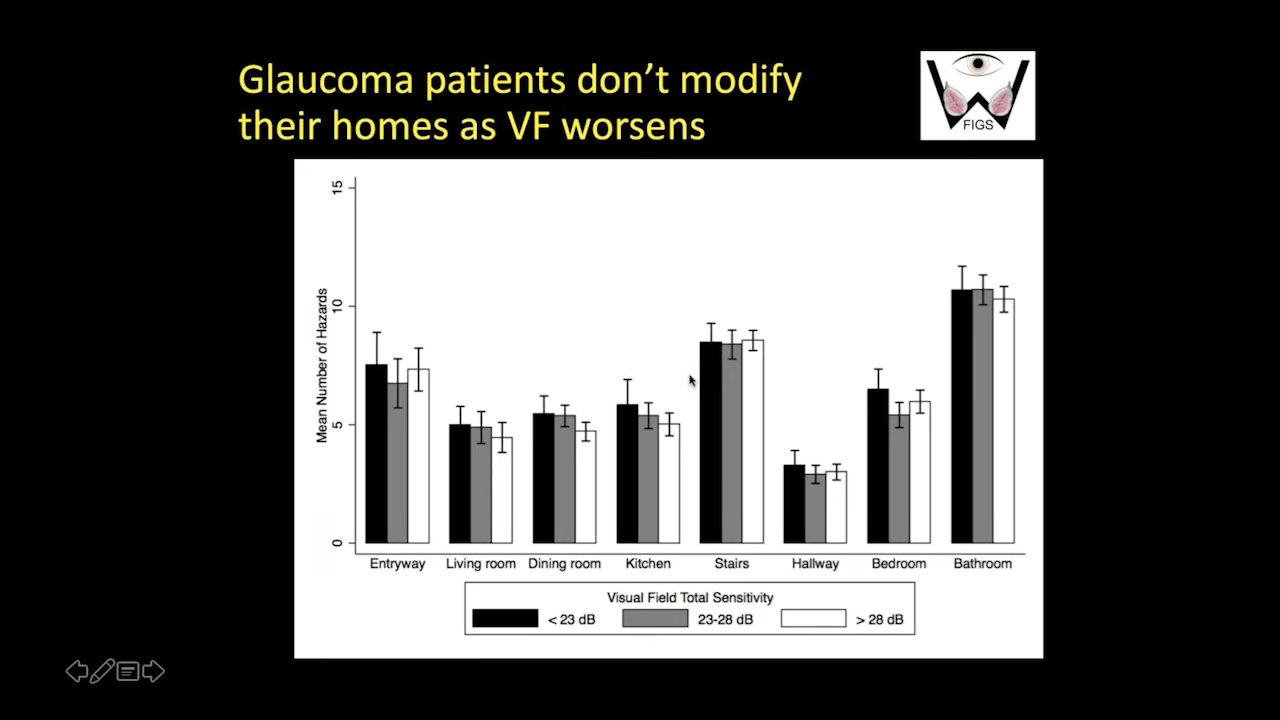 Glaucoma patients don’t modify
their homes as VF worsens
FIGS
Mean Number of Hazards
15
10
5
0
Entryway Living room Dining room Kitchen Stairs Hallway Bedroom Bathroom
Visual Field Total Sensitivity
< 23 dB 23-28 dB > 28 dB